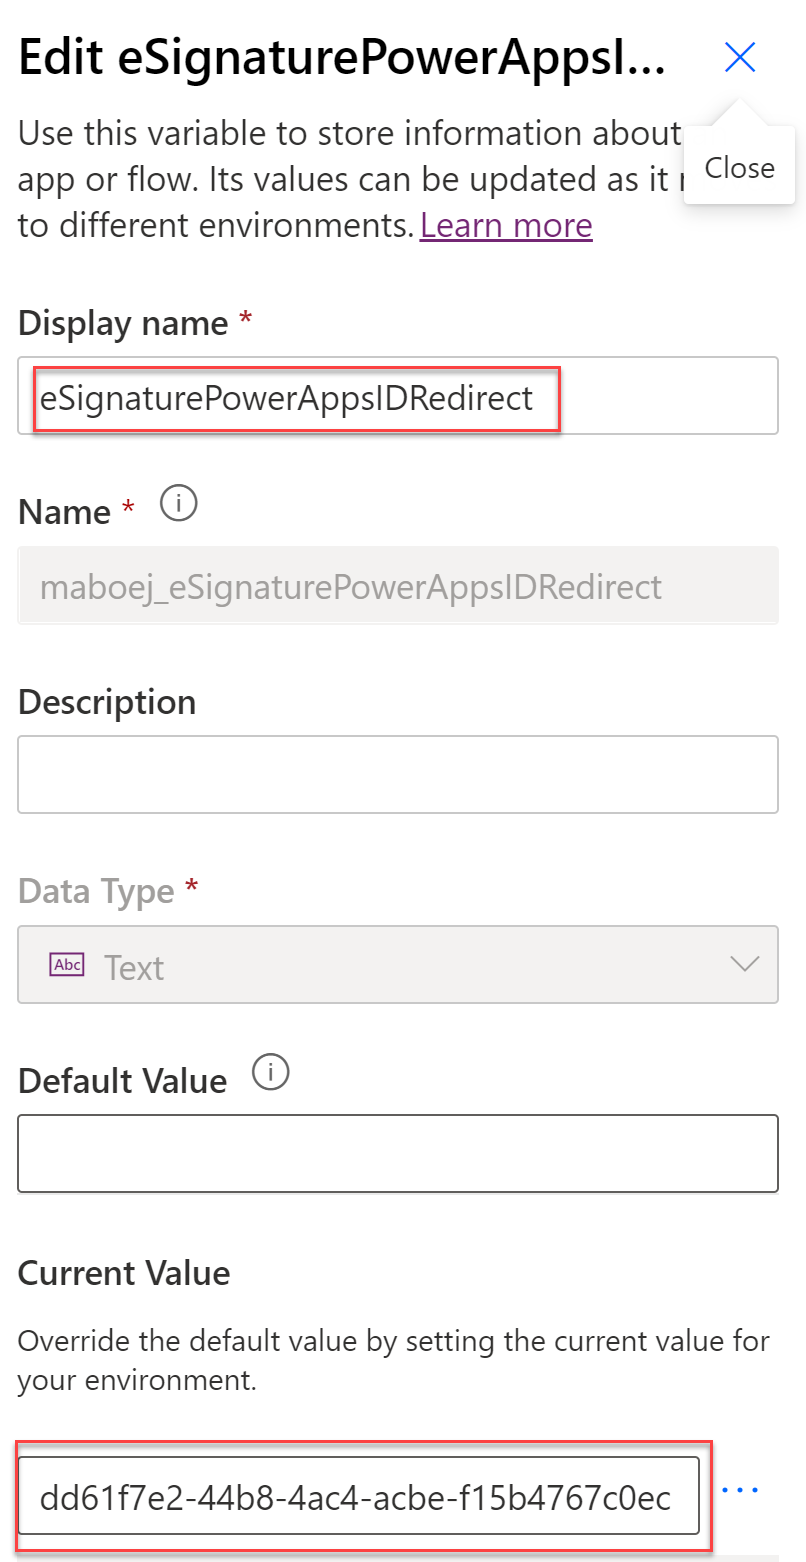 Edit eSignaturePowerAppsI...
Use this variable to store information about
app or flow. Its values can be updated as it
Close
to different environments. Learn more
Display name *
eSignaturePowerAppsIDRedirect
Name *
maboej_eSignaturePowerAppsIDRedirect
Description
Data Type *
Abc Text
Default Value
Current Value
Override the default value by setting the current value for
your environment.
dd61f7e2-44b8-4ac4-acbe-f15b4767c0ec